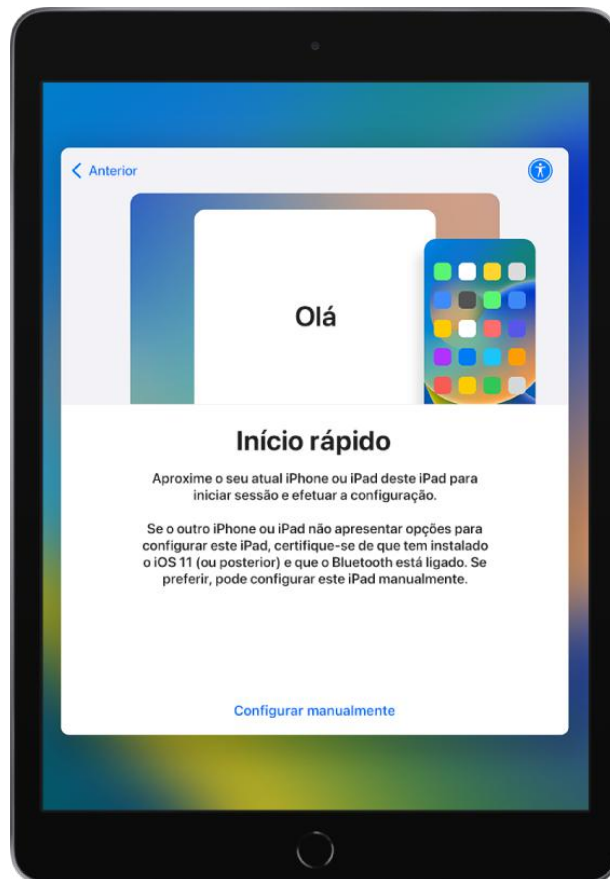 Anterior
Olá
Início rápido
Aproxime o seu atual iPhone ou iPad deste iPad para
iniciar sessão e efetuar a configuração.
Se o outro iPhone ou iPad não apresentar opções para
configurar este iPad, certifique-se de que tem instalado
o iOS 11 (ou posterior) e que o Bluetooth está ligado. Se
preferir, pode configurar este iPad manualmente.
Configurar manualmente